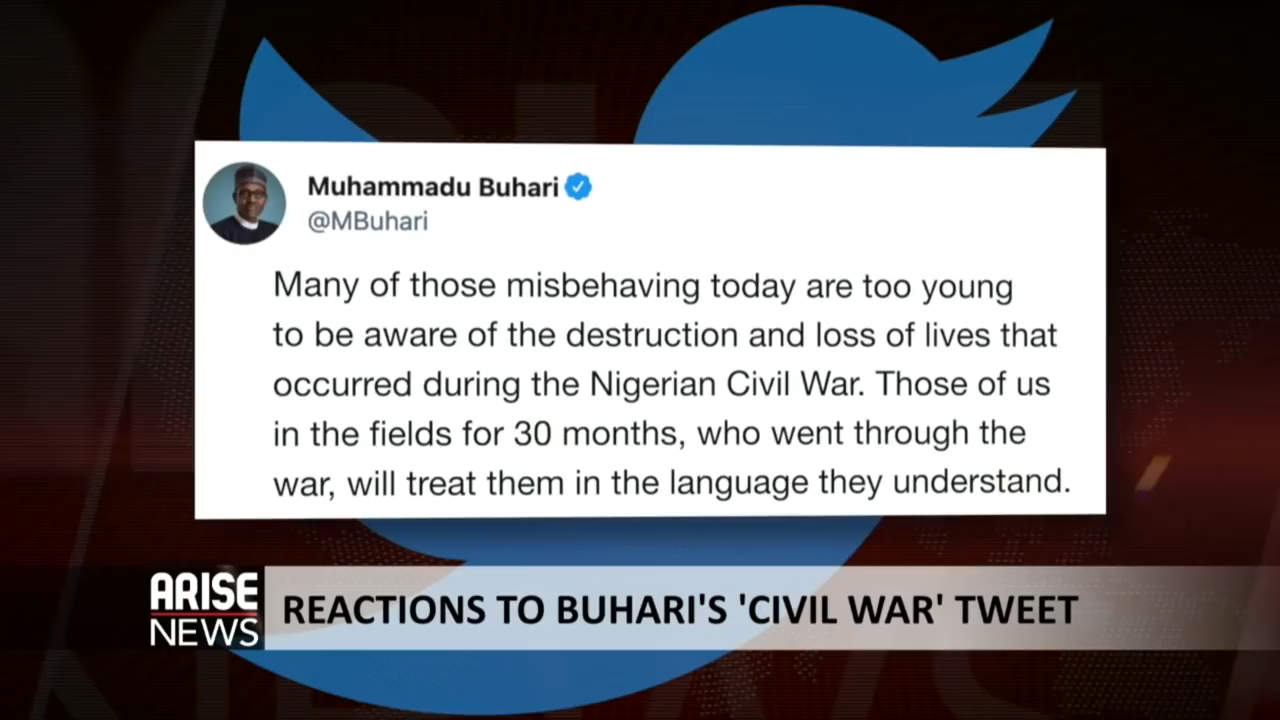 Muhammadu Buhari
@MBuhari
Many of those misbehaving today are too young
to be aware of the destruction and loss of lives that
occurred during the Nigerian Civil War. Those of us
in the fields for 30 months, who went through the
war, will treat them in the language they understand.
ARISE
NEWS
REACTIONS TO BUHARI'S 'CIVIL WAR' TWEET